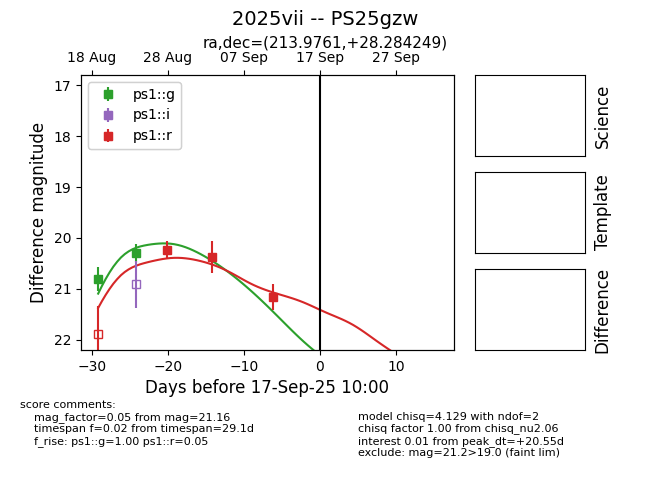 2025vii -- PS25gzw
ra,dec=(213.9761,+28.284249)
18 Aug 28 Aug 07 Sep 17 Sep 27 Sep
ps1::g
ps1::i
ps1::r
Difference magnitude
17
18
19
20
21
22
−30 −20 −10 0 10
Days before 17-Sep-25 10:00
Science
Template
Difference
score comments:
mag_factor=0.05 from mag=21.16
timespan f=0.02 from timespan=29.1d
f_rise: ps1::g=1.00 ps1::r=0.05
model chisq=4.129 with ndof=2
chisq factor 1.00 from chisq_nu2.06
interest 0.01 from peak_dt=+20.55d
exclude: mag=21.2>19.0 (faint lim)